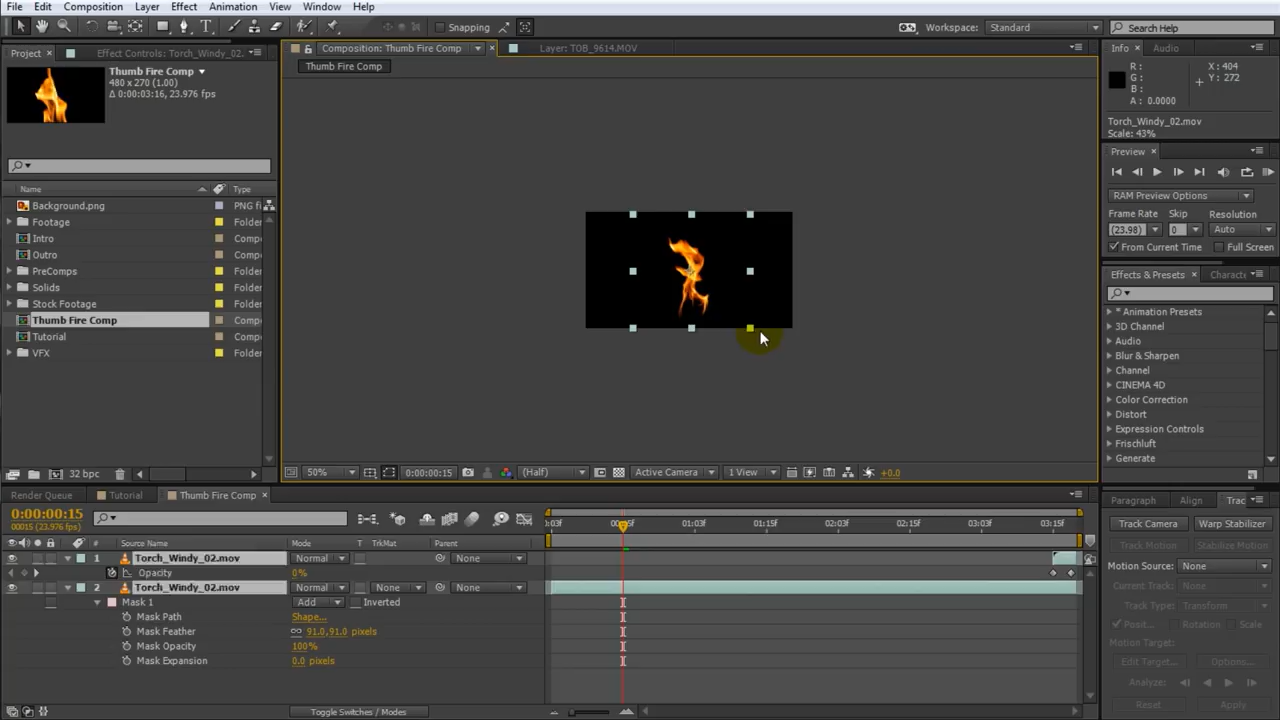 File Edit Composition Layer Effect Animation View Window Help
Snapping
Workspace: Standard
Search Help
Project Effect Controls: Torch_Windy_02.
Composition: Thumb Fire Comp
Layer: TOB_9614.MOV
Info Audio
Thumb Fire Comp
480 x 270 (1.00)
Δ 0:00:03:16, 23.976 fps
Thumb Fire Comp
R :
G :
B :
A : 0.0000
X : 404
Y : 272
Torch_Windy_02.mov
Scale: 43%
Preview
RAM Preview Options
Frame Rate Skip Resolution
(23.98) 0 Auto
From Current Time Full Screen
Name Type
Background.png PNG fi
Footage Folder
Intro Compo
Outro Compo
PreComps Folder
Solids Folder
Stock Footage Folder
Thumb Fire Comp Compo
Tutorial Compo
VFX Folder
Effects & Presets Characte
* Animation Presets
3D Channel
Audio
Blur & Sharpen
Channel
CINEMA 4D
Color Correction
Distort
Expression Controls
Frischluft
Generate
32 bpc
50% 0:00:00:15 (Half) Active Camera 1 View +0.0
Render Queue Tutorial Thumb Fire Comp
Paragraph Align Trac
0:00:00:15
00015 (23.976 fps)
0:03f 00:15f 01:03f 01:15f 02:03f 02:15f 03:03f 03:15f
Track Camera Warp Stabilizer
Track Motion Stabilize Motion
# Source Name Mode T TrkMat Parent
1 Torch_Windy_02.mov Normal None
Opacity 0%
2 Torch_Windy_02.mov Normal None None
Mask 1 Add Inverted
Mask Path Shape...
Mask Feather 91.0,91.0 pixels
Mask Opacity 100%
Mask Expansion 0.0 pixels
Motion Source: None
Current Track:
Track Type: Transform
Posit... Rotation Scale
Motion Target:
Edit Target... Options...
Analyze:
Reset Apply
Toggle Switches / Modes